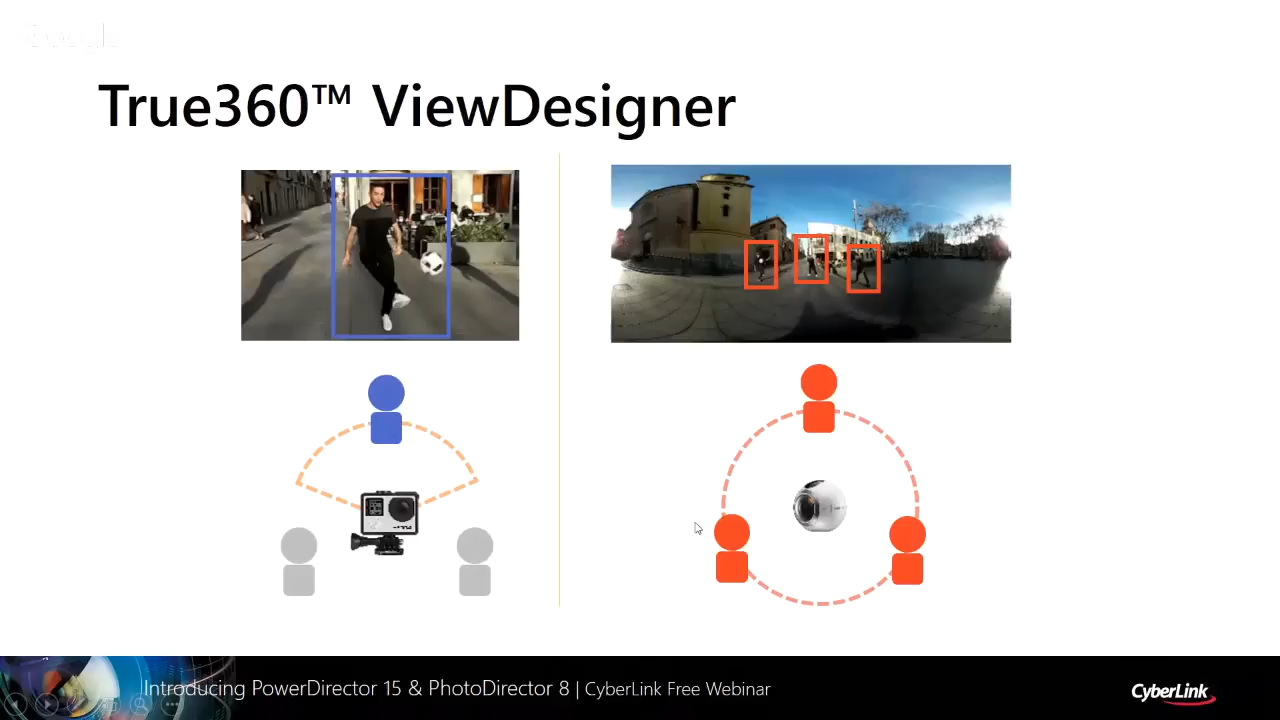 True360™ ViewDesigner
Introducing PowerDirector 15 & PhotoDirector 8 | CyberLink Free Webinar
CyberLink